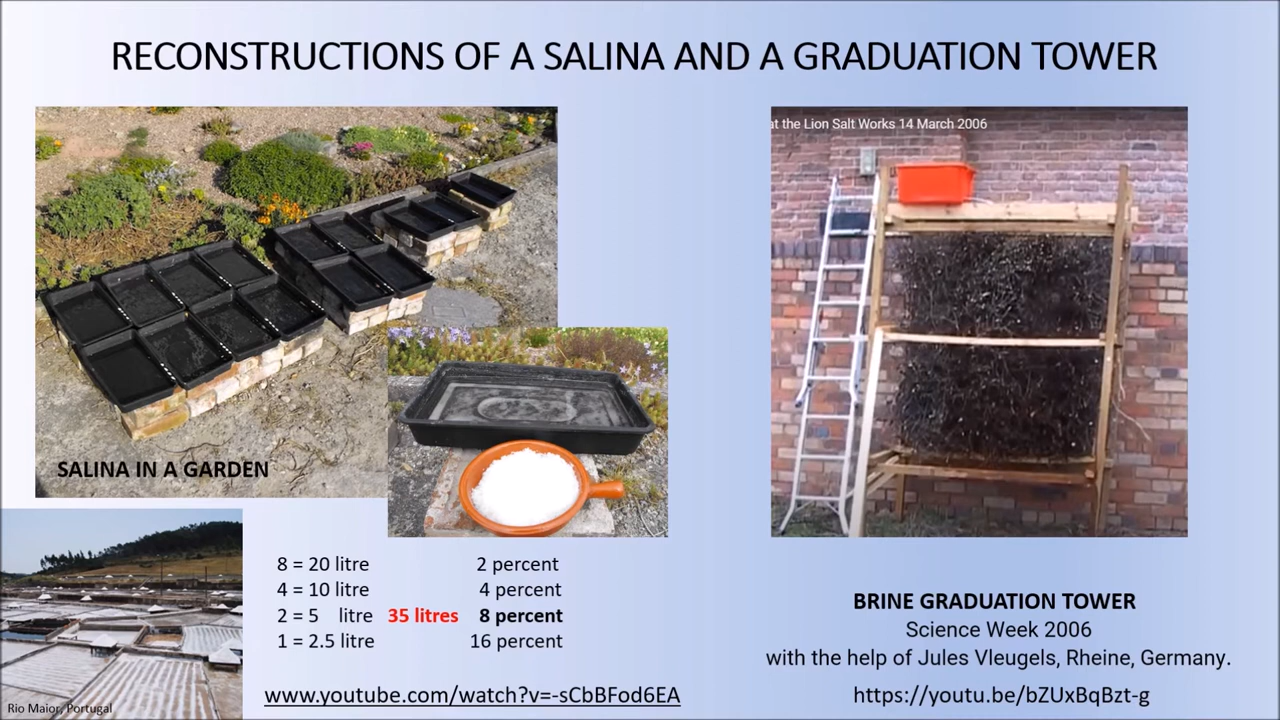 RECONSTRUCTIONS OF A SALINA AND A GRADUATION TOWER
at the Lion Salt Works 14 March 2006
SALINA IN A GARDEN
8 = 20 litre 2 percent
4 = 10 litre 4 percent
2 = 5 litre 35 litres 8 percent
1 = 2.5 litre 16 percent
www.youtube.com/watch?v=-sCbBFod6EA
Rio Maior, Portugal
BRINE GRADUATION TOWER
Science Week 2006
with the help of Jules Vleugels, Rheine, Germany.
https://youtu.be/bZUxBqBzt-g